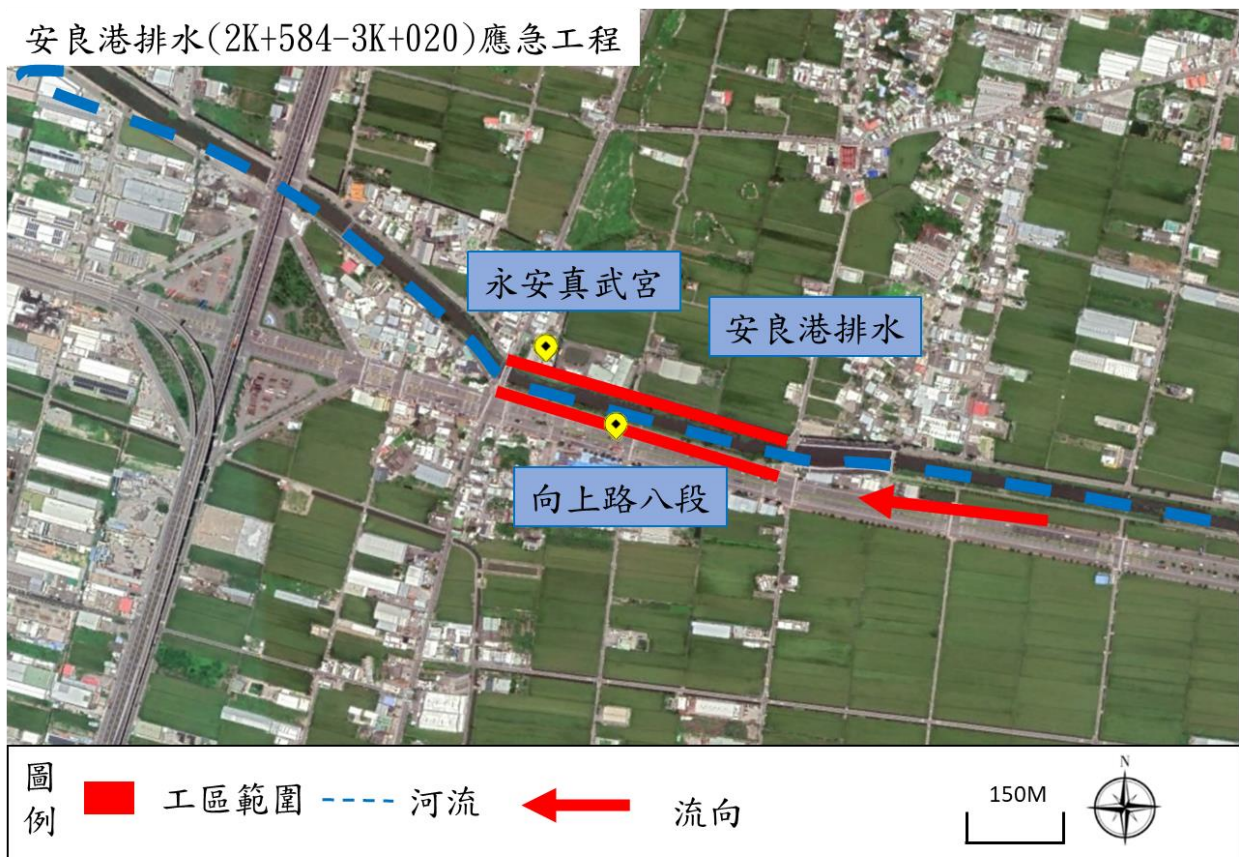 安良港排水(2K+584-3K+020)應急工程
永安真武宮
安良港排水
向上路八段
圖例
工區範圍
河流
流向
150M
N